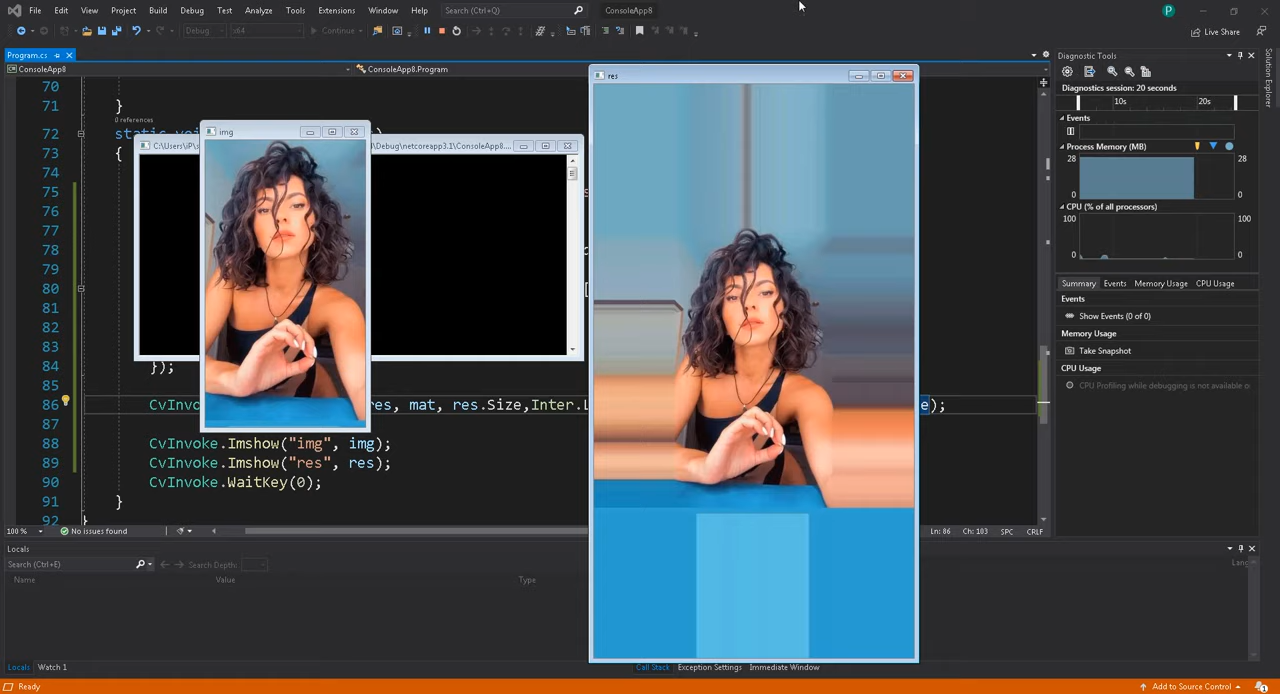 File Edit View Project Build Debug Test Analyze Tools Extensions Window Help Search (Ctrl+Q) ConsoleApp8 P
Debug x64 Continue Live Share
Program.cs
ConsoleApp8 ConsoleApp8.Program
70
71 }
0 references
72 static
73 {
74
75
76
77
78
79
80
81
82
83
84 });
85
86 res, mat, res.Size,Inter. e);
87
88 CvInvoke.Imshow("img", img);
89 CvInvoke.Imshow("res", res);
90 CvInvoke.WaitKey(0);
91 }
92
img
C:\Users\iP\s
\Debug\netcoreapp3.1\ConsoleApp8....
res
100 % No issues found Ln: 86 Ch: 103 SPC CRLF
Locals
Search (Ctrl+E) Search Depth:
Name Value Type
Lang
Locals Watch 1 Call Stack Exception Settings Immediate Window
Diagnostic Tools
Diagnostics session: 20 seconds
10s 20s
Events
Process Memory (MB)
28 28
0 0
CPU (% of all processors)
100 100
0 0
Summary Events Memory Usage CPU Usage
Events
Show Events (0 of 0)
Memory Usage
Take Snapshot
CPU Usage
CPU Profiling while debugging is not available o
Solution Explorer
Ready Add to Source Control 1